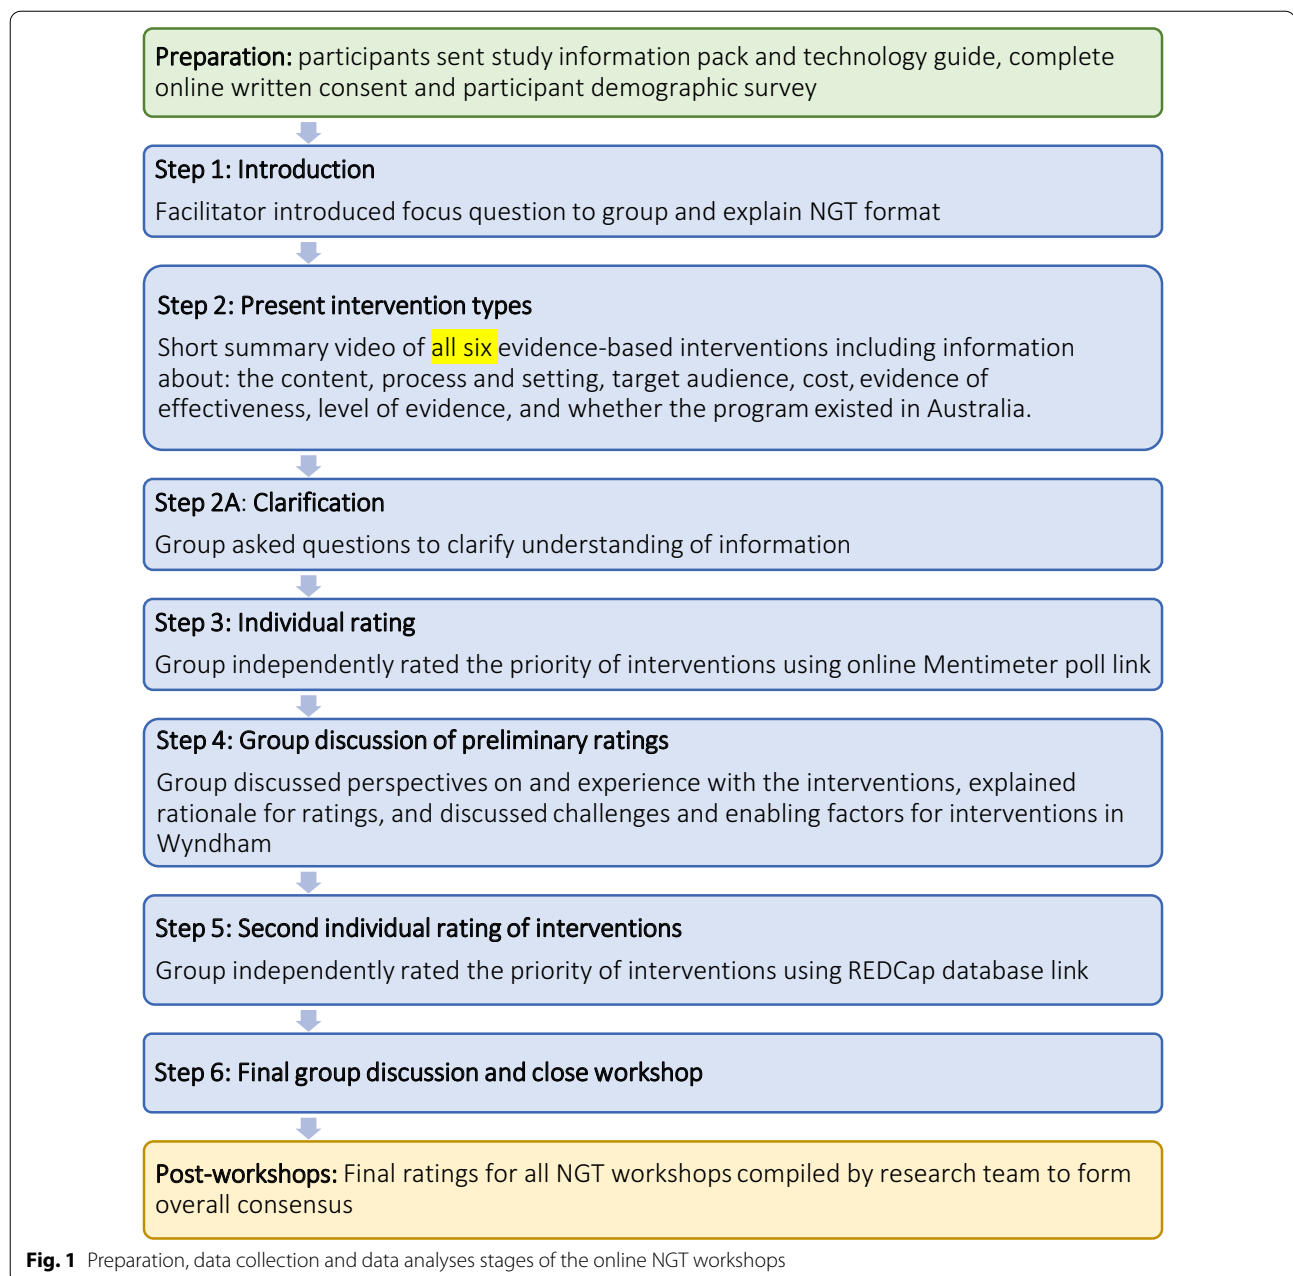 Preparation: participants sent study information pack and technology guide, complete
online written consent and participant demographic survey
Step 1: Introduction
Facilitator introduced focus question to group and explain NGT format
Step 2: Present intervention types
Short summary video of all six evidence-based interventions including information
about: the content, process and setting, target audience, cost, evidence of
effectiveness, level of evidence, and whether the program existed in Australia.
Step 2A: Clarification
Group asked questions to clarify understanding of information
Step 3: Individual rating
Group independently rated the priority of interventions using online Mentimeter poll link
Step 4: Group discussion of preliminary ratings
Group discussed perspectives on and experience with the interventions, explained
rationale for ratings, and discussed challenges and enabling factors for interventions in
Wyndham
Step 5: Second individual rating of interventions
Group independently rated the priority of interventions using REDCap database link
Step 6: Final group discussion and close workshop
Post-workshops: Final ratings for all NGT workshops compiled by research team to form
overall consensus
Fig. 1 Preparation, data collection and data analyses stages of the online NGT workshops